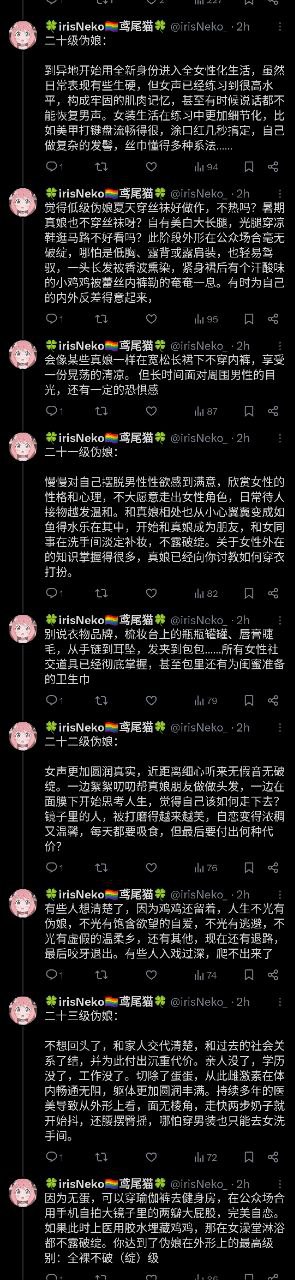 🍀irisNeko🏳️‍🌈鸢尾猫🍀 @irisNeko_ · 2h
二十级伪娘：
到异地开始用全新身份进入全女性化生活，虽然
日常表现有些生硬，但女声已经练习到很高水
平，构成牢固的肌肉记忆，甚至有时候说话都不
能恢复男声。女装生活在练习中更加细节化，比
如美甲打键盘流畅得很，涂口红几秒搞定，自己
做复杂的发髻，丝巾懂得多种系法……
1 94
🍀irisNeko🏳️‍🌈鸢尾猫🍀 @irisNeko_ · 2h
觉得低级伪娘夏天穿丝袜好做作，不热吗？暑期
真娘也不穿丝袜呀？自有美白大长腿，光腿穿凉
鞋逛马路不好看吗？此阶段外形在公众场合毫无
破绽，哪怕是低胸、露背或露肩装，也轻易驾
驭，一头长发被香波熏染，紧身裙后有个汗酸味
的小鸡鸡被蕾丝内裤勒的奄奄一息。有时为自己
的内外反差得意起来，
1 95
🍀irisNeko🏳️‍🌈鸢尾猫🍀 @irisNeko_ · 2h
会像某些真娘一样在宽松长裙下不穿内裤，享受
一份晃荡的清凉。 但长时间面对周围男性的目
光，还有一定的恐惧感
1 87
🍀irisNeko🏳️‍🌈鸢尾猫🍀 @irisNeko_ · 2h
二十一级伪娘：
慢慢对自己摆脱男性性欲感到满意，欣赏女性的
性格和心理，不大愿意走出女性角色，日常待人
接物越发温和。和真娘相处也从小心翼翼变成如
鱼得水乐在其中，开始和真娘成为朋友，和女同
事在洗手间淡定补妆，不露破绽。关于女性外在
的知识掌握得很多，真娘已经向你讨教如何穿衣
打扮。
1 82
🍀irisNeko🏳️‍🌈鸢尾猫🍀 @irisNeko_ · 2h
别说衣物品牌，梳妆台上的瓶瓶罐罐、唇膏睫
毛，从手链到耳坠，发夹到包包……所有女性社
交道具已经彻底掌握，甚至包里还有为闺蜜准备
的卫生巾
1 79
🍀irisNeko🏳️‍🌈鸢尾猫🍀 @irisNeko_ · 2h
二十二级伪娘：
女声更加圆润真实，近距离细心听来无假音无破
绽。一边絮絮叨叨帮真娘朋友做做头发，一边在
面膜下开始思考人生，觉得自己该如何走下去？
镜子里的人，被打磨得越来越美，自恋变得浓稠
又温馨，每天都要吸食，但最后要付出何种代
价？
1 76
🍀irisNeko🏳️‍🌈鸢尾猫🍀 @irisNeko_ · 2h
有些人想清楚了，因为鸡鸡还留着，人生不光有
伪娘，不光有饱含欲望的自爱，不光有逃避，不
光有虚假的温柔乡，还有其他，现在还有退路，
最后咬牙退出。有些人入戏过深，爬不出来了
1 74
🍀irisNeko🏳️‍🌈鸢尾猫🍀 @irisNeko_ · 2h
二十三级伪娘：
不想回头了，和家人交代清楚，和过去的社会关
系了结，并为此付出沉重代价。亲人没了，学历
没了，工作没了。切除了蛋蛋，从此雌激素在体
内畅通无阻，躯体更加圆润丰满。持续多年的医
美导致从外形上看，面无棱角，走快两步奶子就
开始抖，还腰摆臀摇，哪怕穿男装也只能去女洗
手间。
1 72
🍀irisNeko🏳️‍🌈鸢尾猫🍀 @irisNeko_ · 2h
因为无蛋，可以穿瑜伽裤去健身房，在公众场合
用手机自拍大镜子里的两瓣大屁股，完美自恋。
如果此时上医用胶水埋藏鸡鸡，那在女澡堂淋浴
都不露破绽。你达到了伪娘在外形上的最高级
别：全裸不破（绽）级